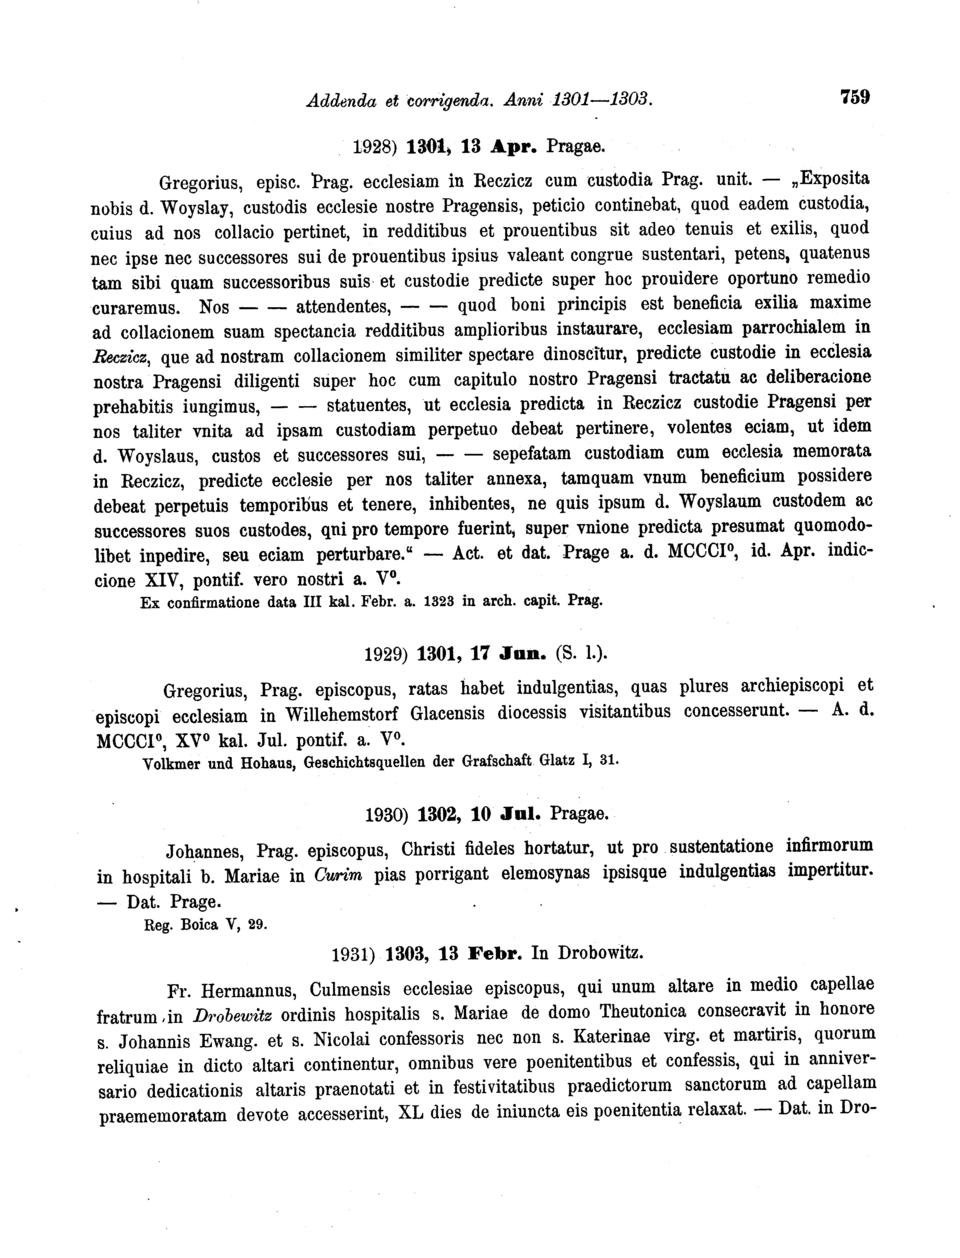 Addenda et corrigenda. Anni 1301—1303. 759
1928) 1301, 13 Apr. Pragae.
Gregorius, episc. Prag. ecclesiam in Reczicz cum custodia Prag. unit. — „Exposita
nobis d. Woyslay, custodis ecclesie nostre Pragensis, peticio continebat, quod eadem custodia,
cuius ad nos collacio pertinet, in redditibus et prouentibus sit adeo tenuis et exilis, quod
nec ipse nec successores sui de prouentibus ipsius valeant congrue sustentari, petens, quatenus
tam sibi quam successoribus suis et custodie predicte super hoc prouidere oportuno remedio
curaremus. Nos — — attendentes, — — quod boni principis est beneficia exilia maxime
ad collacionem suam spectancia redditibus amplioribus instaurare, ecclesiam parrochialem in
Reczicz, que ad nostram collacionem similiter spectare dinoscitur, predicte custodie in ecclesia
nostra Pragensi diligenti super hoc cum capitulo nostro Pragensi tractatu ac deliberacione
prehabitis iungimus, — — statuentes, ut ecclesia predicta in Reczicz custodie Pragensi per
nos taliter vnita ad ipsam custodiam perpetuo debeat pertinere, volentes eciam, ut idem
d. Woyslaus, custos et successores sui, — — sepefatam custodiam cum ecclesia memorata
in Reczicz, predicte ecclesie per nos taliter annexa, tamquam vnum beneficium possidere
debeat perpetuis temporibus et tenere, inhibentes, ne quis ipsum d. Woyslaum custodem ac
successores suos custodes, qni pro tempore fuerint, super vnione predicta presumat quomodo-
libet inpedire, seu eciam perturbare.“ — Act. et dat. Prage a. d. MCCCI⁰, id. Apr. indic-
cione XIV, pontif. vero nostri a. V⁰.
Ex confirmatione data III kal. Febr. a. 1323 in arch. capit. Prag.
1929) 1301, 17 Jun. (S. l.).
Gregorius, Prag. episcopus, ratas habet indulgentias, quas plures archiepiscopi et
episcopi ecclesiam in Willehemstorf Glacensis diocessis visitantibus concesserunt. — A. d.
MCCCI⁰, XV⁰ kal. Jul. pontif. a. V⁰.
Volkmer und Hohaus, Geschichtsquellen der Grafschaft Glatz I, 31.
1930) 1302, 10 Jul. Pragae.
Johannes, Prag. episcopus, Christi fideles hortatur, ut pro sustentatione infirmorum
in hospitali b. Mariae in Curim pias porrigant elemosynas ipsisque indulgentias impertitur.
— Dat. Prage.
Reg. Boica V, 29.
1931) 1303, 13 Febr. In Drobowitz.
Fr. Hermannus, Culmensis ecclesiae episcopus, qui unum altare in medio capellae
fratrum in Drobewitz ordinis hospitalis s. Mariae de domo Theutonica consecravit in honore
s. Johannis Ewang. et s. Nicolai confessoris nec non s. Katerinae virg. et martiris, quorum
reliquiae in dicto altari continentur, omnibus vere poenitentibus et confessis, qui in anniver-
sario dedicationis altaris praenotati et in festivitatibus praedictorum sanctorum ad capellam
praememoratam devote accesserint, XL dies de iniuncta eis poenitentia relaxat. — Dat. in Dro-